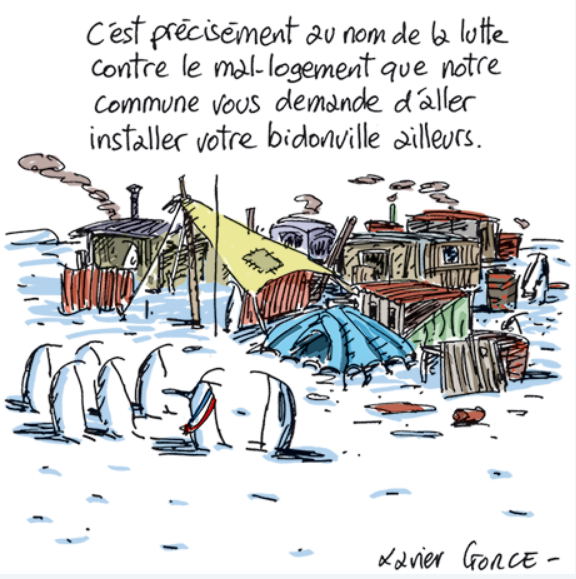 C'est précisément au nom de la lutte
contre le mal-logement que notre
commune vous demande d'aller
installer votre bidonville ailleurs.
Xavier GORCE –